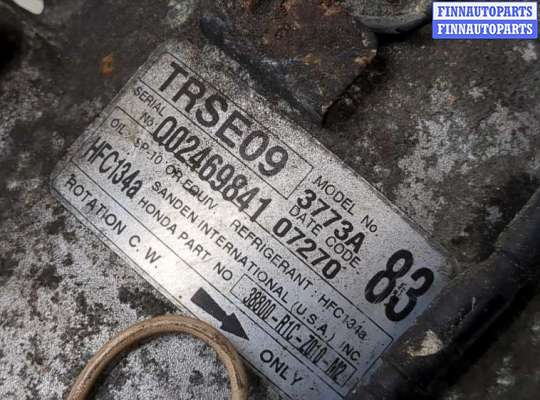 FINNAUTOPARTS
FINNAUTOPARTS
TRSE09 MODEL No. 3773A
SERIAL No. 002469841 DATE CODE. 07270
83
OIL. SP-10 OR EQUIV. REFRIGERANT : HFC134a
HFC134a SANDEN INTERNATIONAL (U.S.A.), INC.
HONDA PART NO 38800-R1C-Z010-M2
ROTATION C.W. ONLY